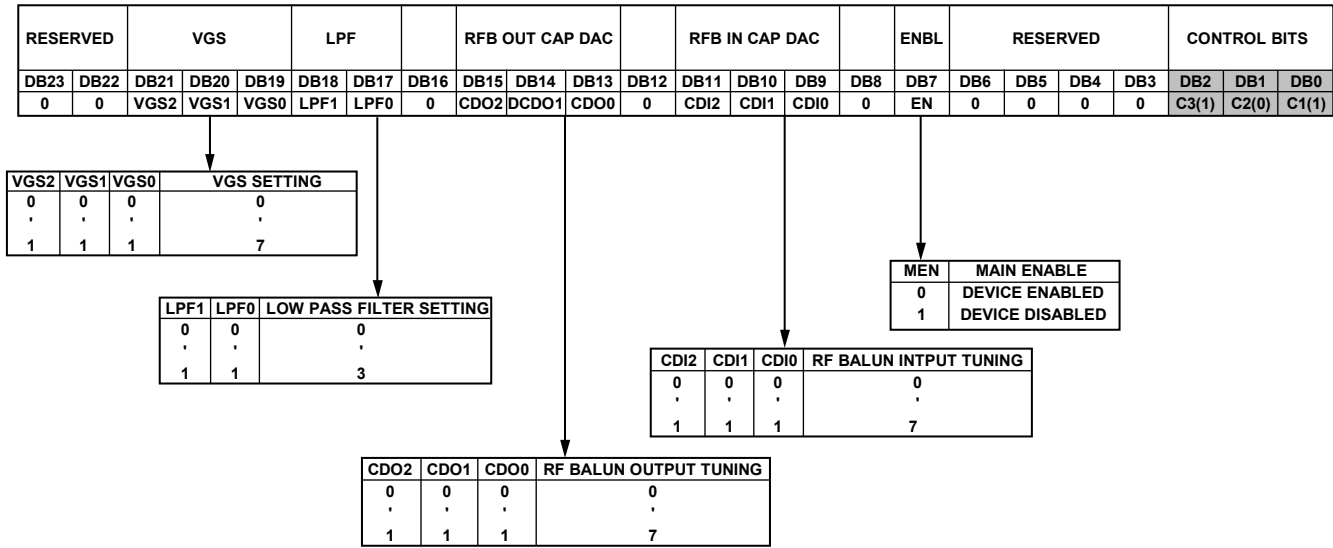 RESERVED VGS LPF RFB OUT CAP DAC RFB IN CAP DAC ENBL RESERVED CONTROL BITS
DB23 DB22 DB21 DB20 DB19 DB18 DB17 DB16 DB15 DB14 DB13 DB12 DB11 DB10 DB9 DB8 DB7 DB6 DB5 DB4 DB3 DB2 DB1 DB0
0 0 VGS2 VGS1 VGS0 LPF1 LPF0 0 CDO2 DCDO1 CDO0 0 CDI2 CDI1 CDI0 0 EN 0 0 0 0 C3(1) C2(0) C1(1)
VGS2 VGS1 VGS0 VGS SETTING
0 0 0 0
' ' ' '
1 1 1 7
MEN MAIN ENABLE
0 DEVICE ENABLED
1 DEVICE DISABLED
LPF1 LPF0 LOW PASS FILTER SETTING
0 0 0
' ' '
1 1 3
CDI2 CDI1 CDI0 RF BALUN INTPUT TUNING
0 0 0 0
' ' ' '
1 1 1 7
CDO2 CDO1 CDO0 RF BALUN OUTPUT TUNING
0 0 0 0
' ' ' '
1 1 1 7